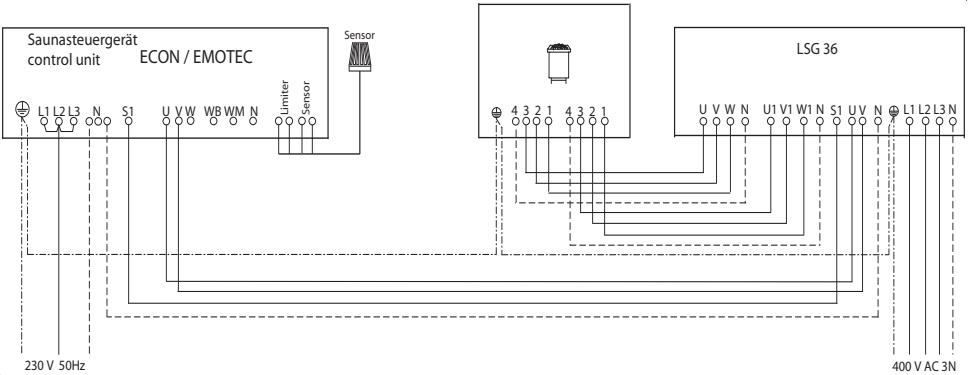 Saunasteuergerät
control unit ECON / EMOTEC
L1 L2 L3 N S1 U V W WB WM N Limiter Sensor
Sensor
4 3 2 1 4 3 2 1
LSG 36
U V W N U1 V1 W1 N S1 U V N L1 L2 L3 N
230 V 50Hz
400 V AC 3N